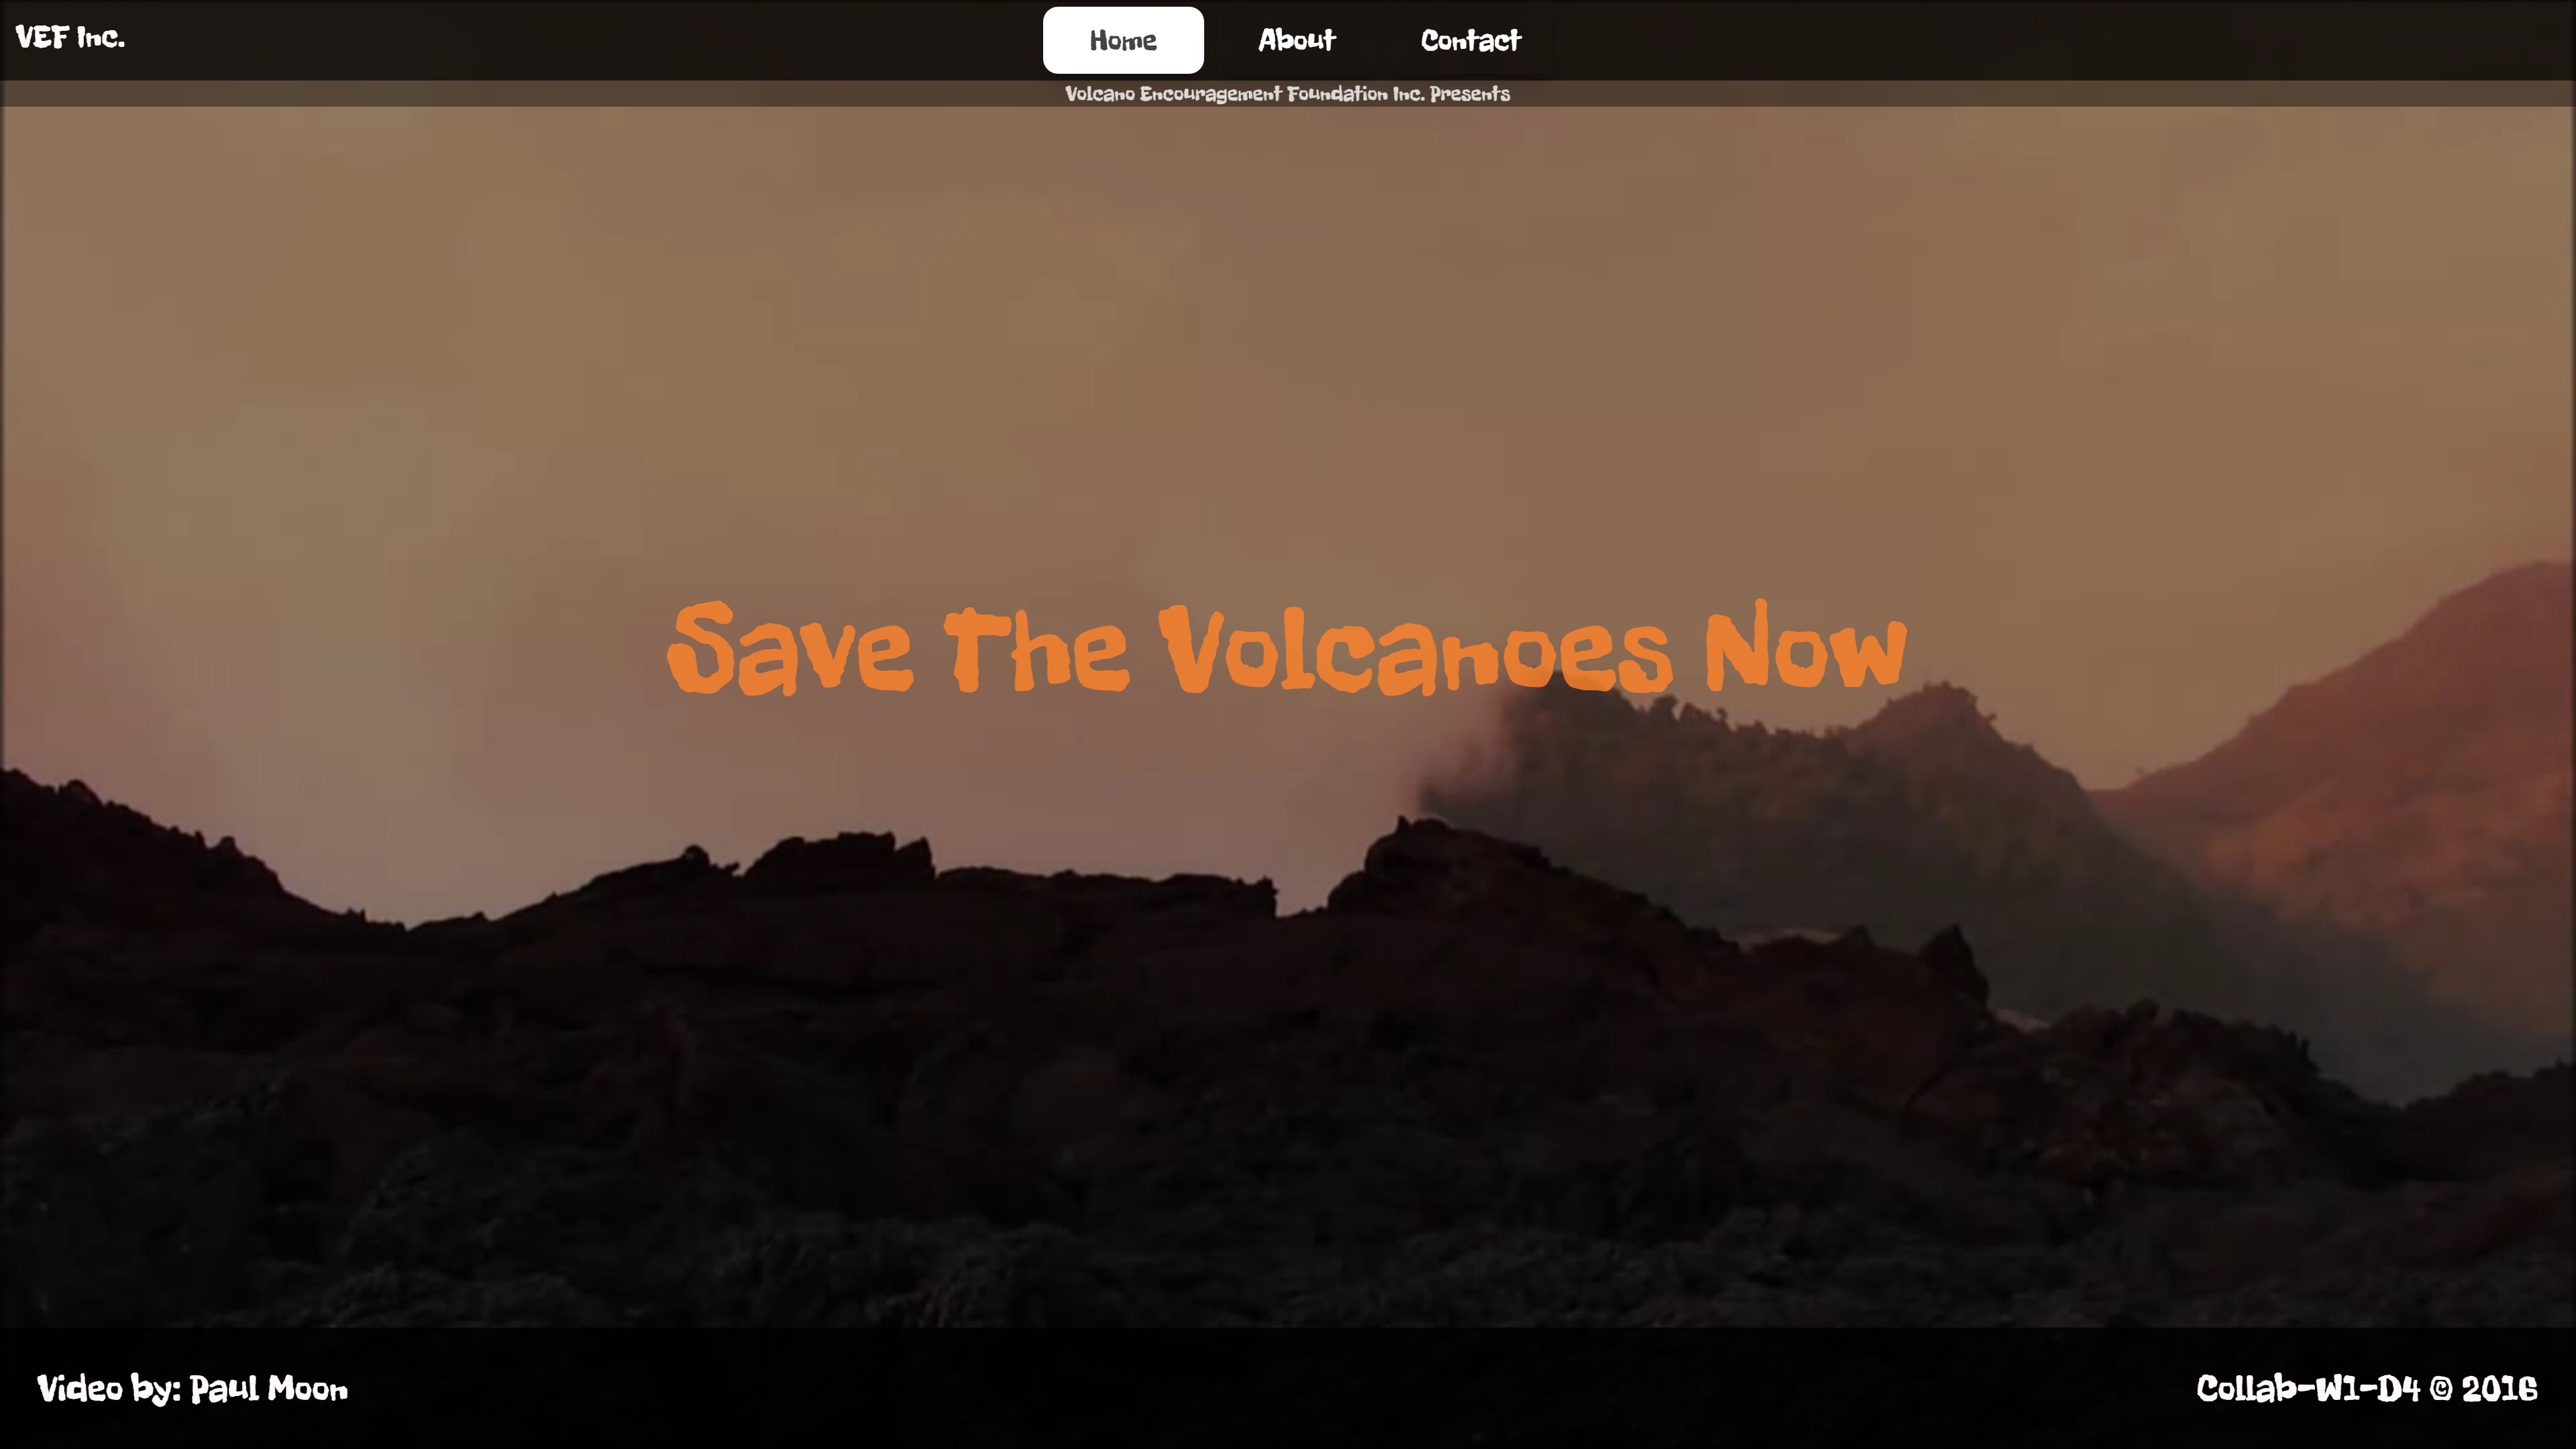 VEF Inc.
Home About Contact
Volcano Encouragement Foundation Inc. Presents
Save The Volcanoes Now
Video by: Paul Moon
Collab-W1-D4 © 2016